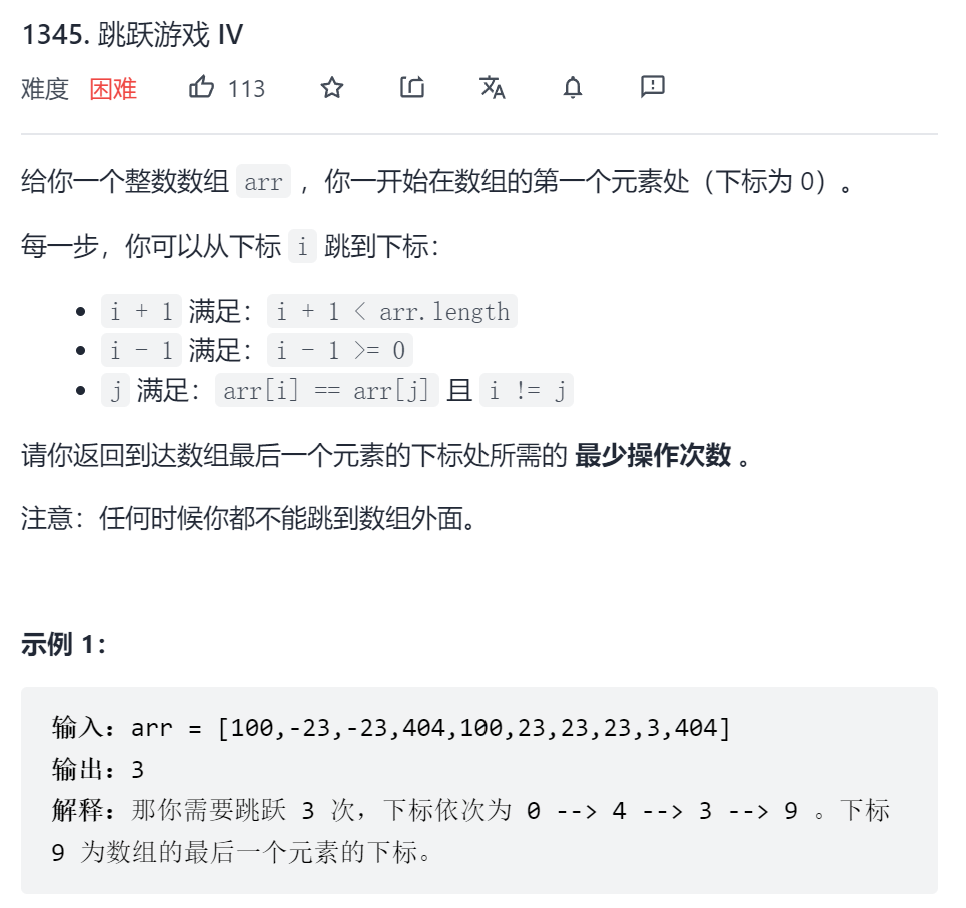 1345. 跳跃游戏 IV
难度 困难 113
给你一个整数数组 arr ，你一开始在数组的第一个元素处（下标为 0）。
每一步，你可以从下标 i 跳到下标：
• i + 1 满足：i + 1 < arr.length
• i - 1 满足：i - 1 >= 0
• j 满足：arr[i] == arr[j] 且 i != j
请你返回到达数组最后一个元素的下标处所需的 最少操作次数 。
注意：任何时候你都不能跳到数组外面。
示例 1：
输入：arr = [100,-23,-23,404,100,23,23,23,3,404]
输出：3
解释：那你需要跳跃 3 次，下标依次为 0 --> 4 --> 3 --> 9 。下标
9 为数组的最后一个元素的下标。